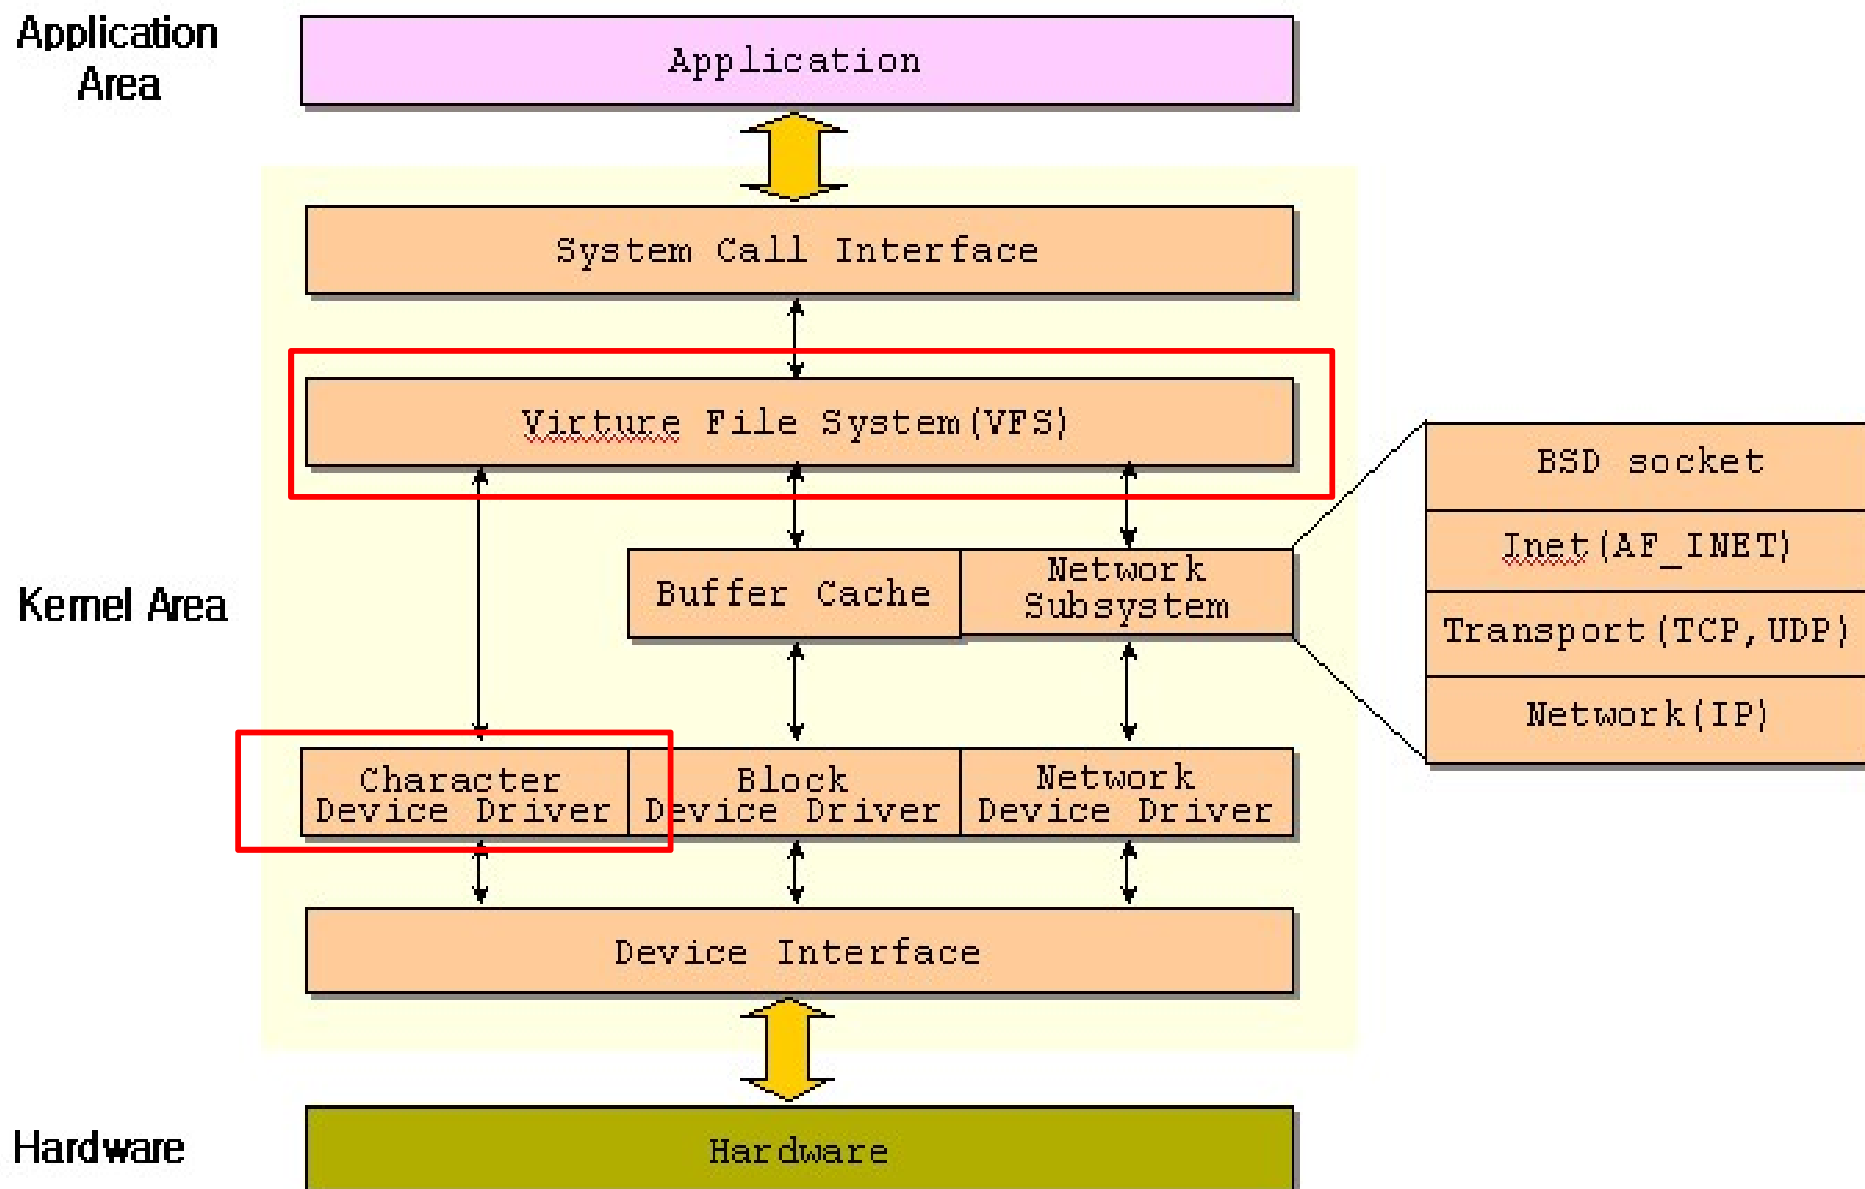 Application
Area
Application
System Call Interface
Virture File System(VFS)
BSD socket
Inet(AF_INET)
Transport(TCP,UDP)
Network(IP)
Buffer Cache
Network
Subsystem
Kernel Area
Character
Device Driver
Block
Device Driver
Network
Device Driver
Device Interface
Hardware
Hardware